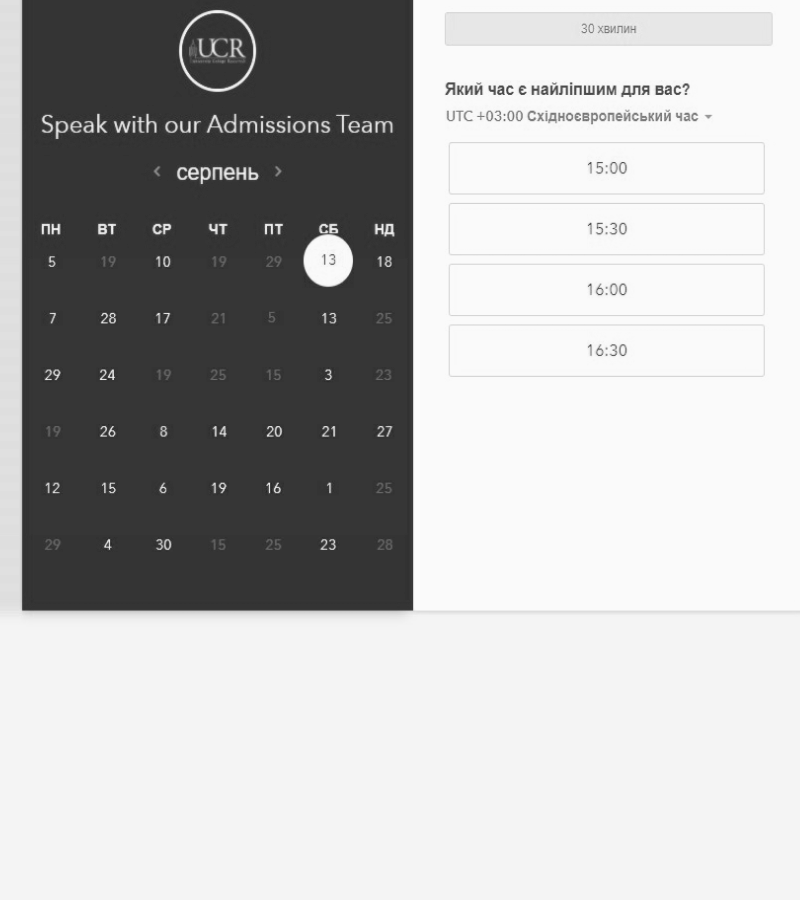 UCR
Speak with our Admissions Team
серпень
ПН ВТ СР ЧТ ПТ СБ НД
5 19 10 19 29 13 18
7 28 17 21 5 13 25
29 24 19 25 15 3 23
19 26 8 14 20 21 27
12 15 6 19 16 1 25
29 4 30 15 25 23 28
30 хвилин
Який час є найліпшим для вас?
UTC +03:00 Східноєвропейський час
15:00
15:30
16:00
16:30